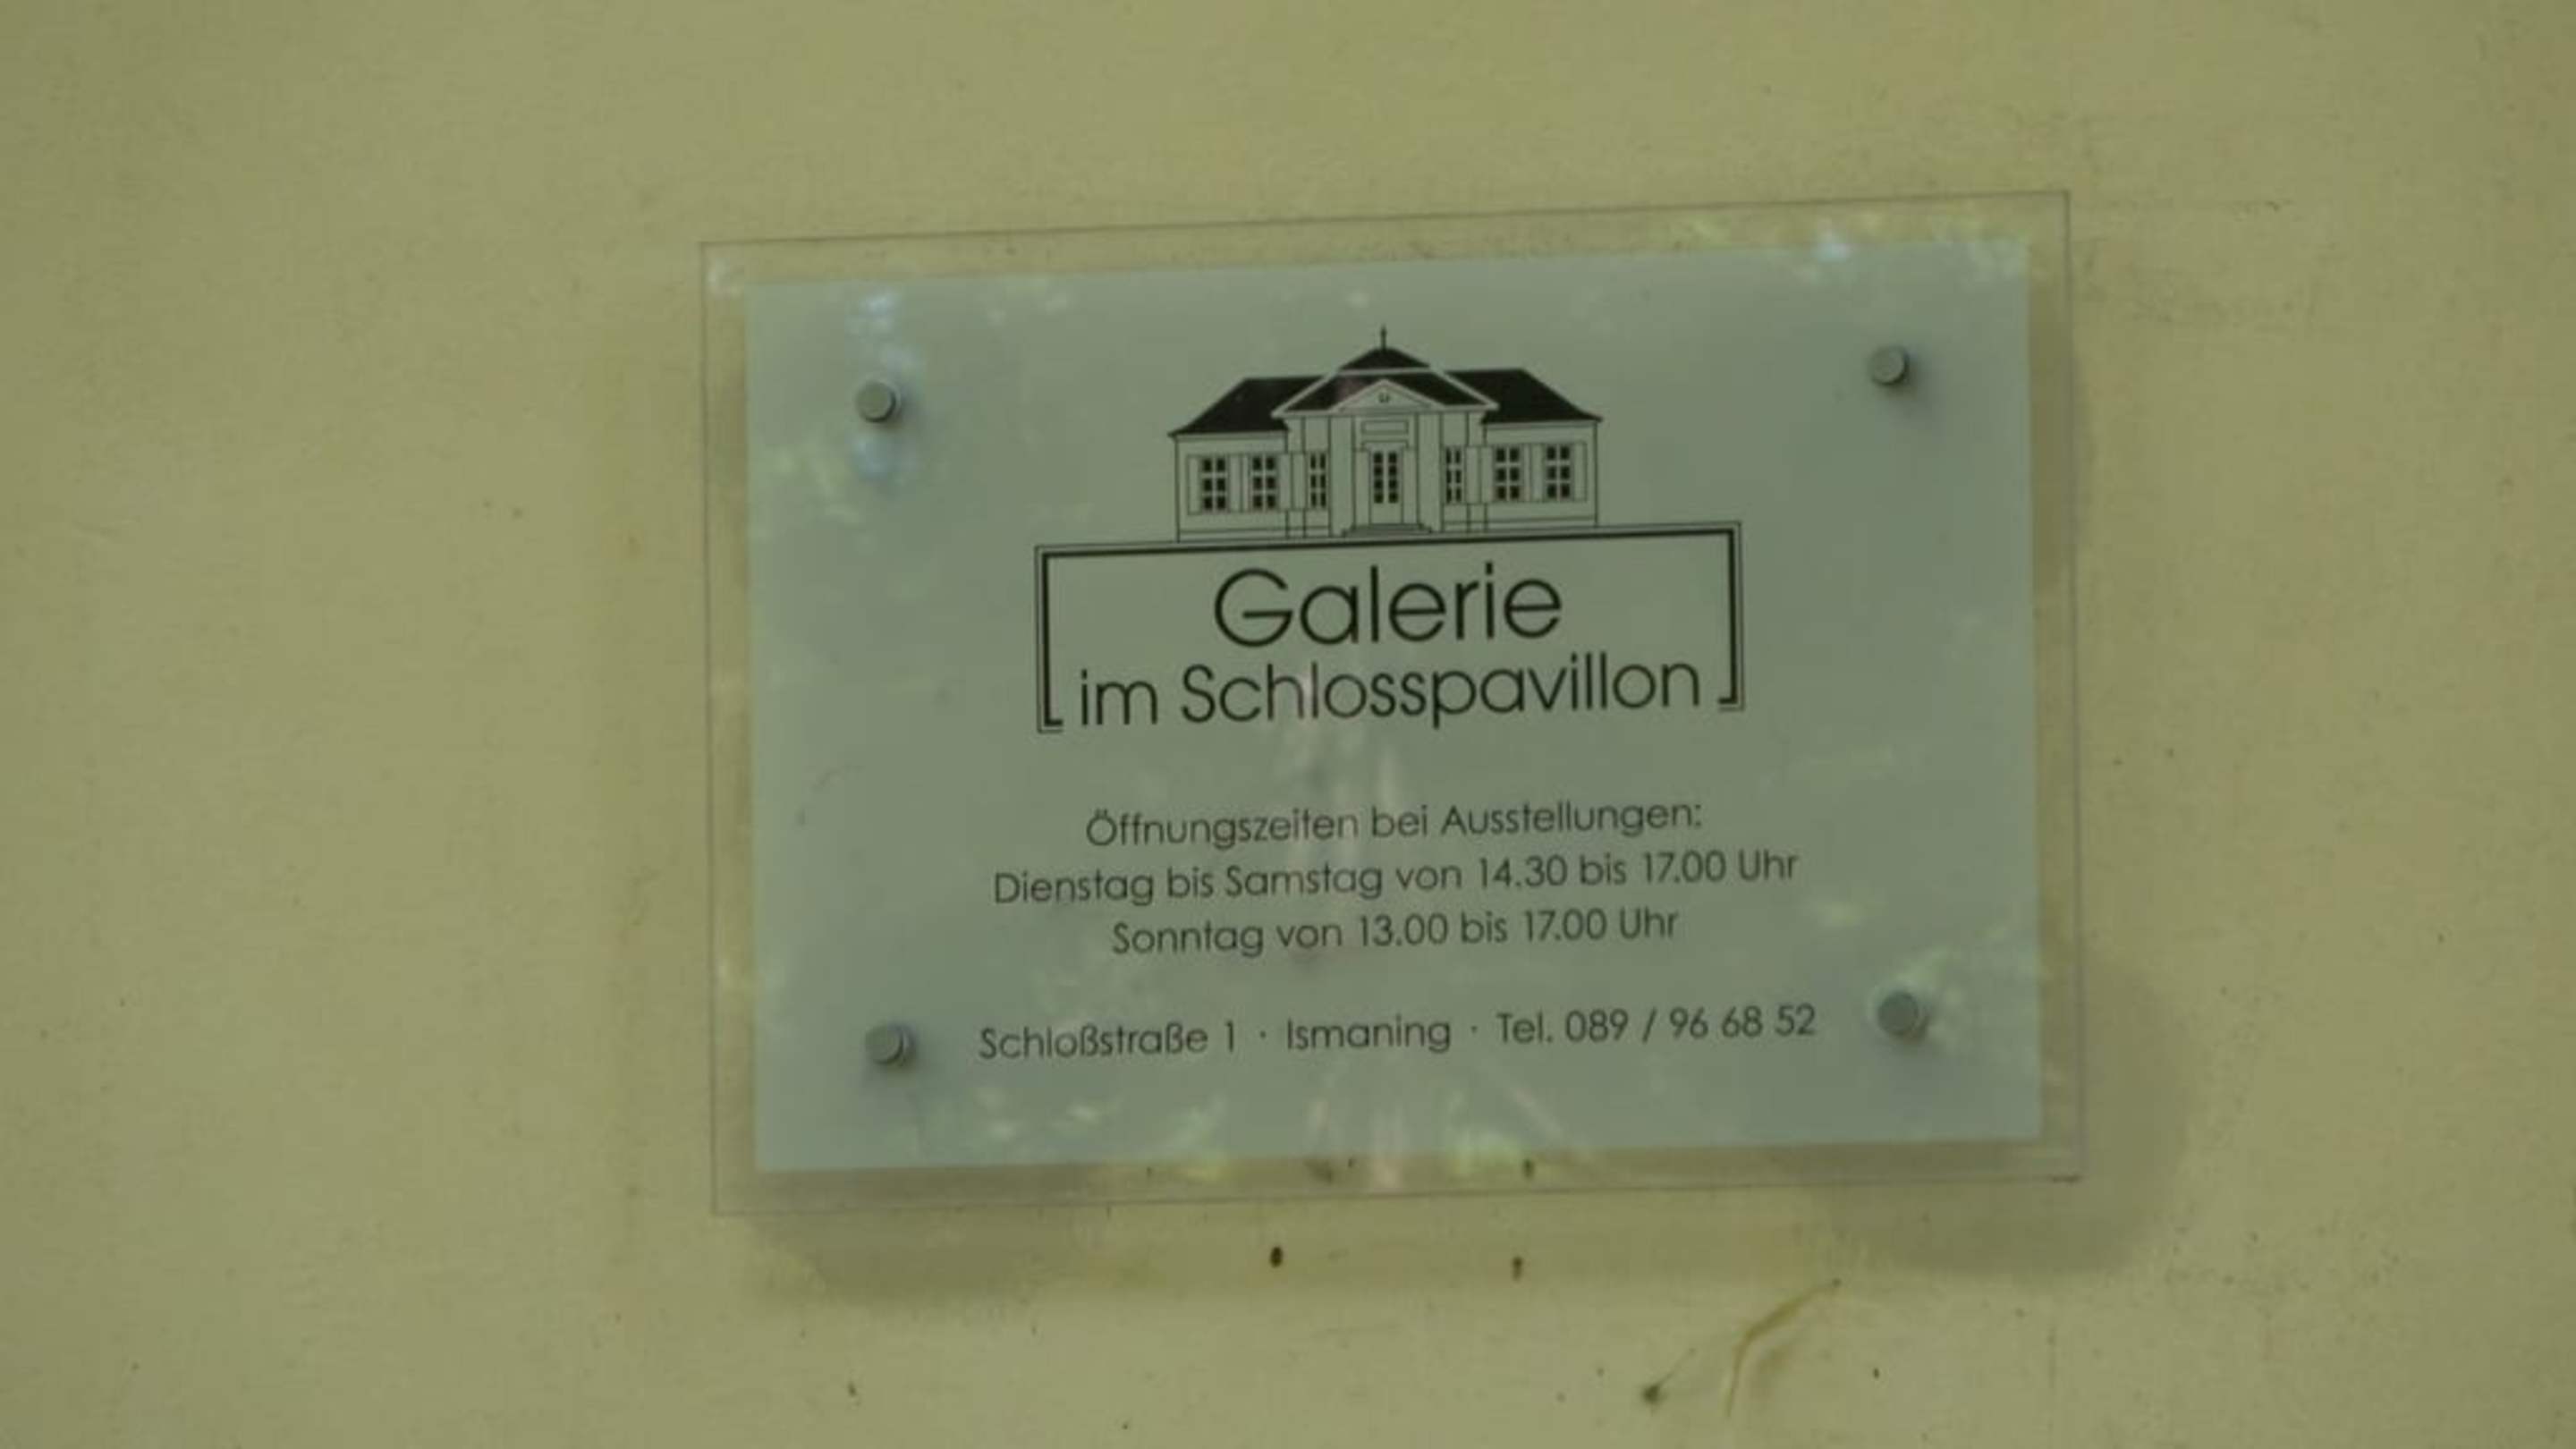 Galerie
im Schlosspavillon
Öffnungszeiten bei Ausstellungen:
Dienstag bis Samstag von 14.30 bis 17.00 Uhr
Sonntag von 13.00 bis 17.00 Uhr
Schloßstraße 1 · Ismaning · Tel. 089 / 96 68 52